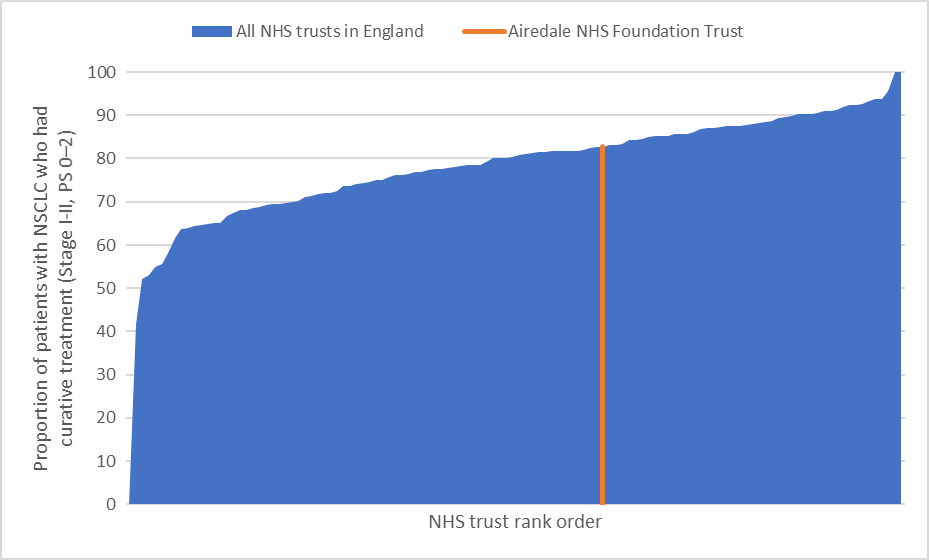 All NHS trusts in England
Airedale NHS Foundation Trust
Proportion of patients with NSCLC who had
curative treatment (Stage I-II, PS 0–2)
100
90
80
70
60
50
40
30
20
10
0
NHS trust rank order